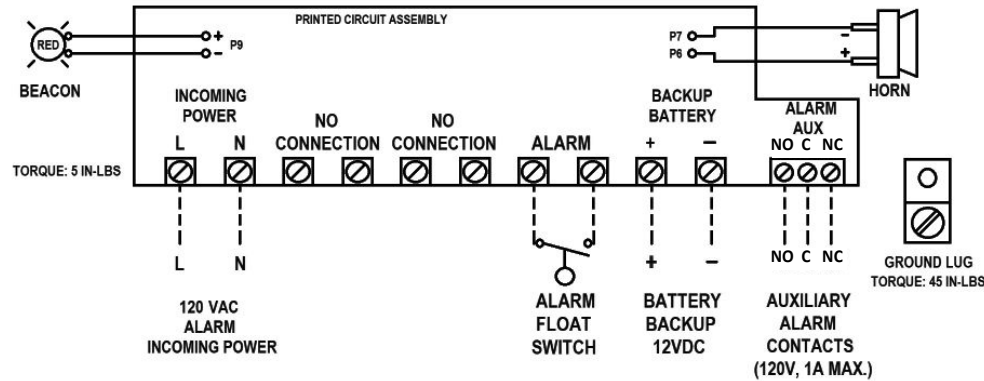 PRINTED CIRCUIT ASSEMBLY
RED
+
−
P9
P7
P6
−
+
BEACON
HORN
INCOMING
POWER
L N
NO
CONNECTION
NO
CONNECTION
ALARM
BACKUP
BATTERY
+ −
ALARM
AUX
NO C NC
TORQUE: 5 IN-LBS
L N
+ −
NO C NC
GROUND LUG
TORQUE: 45 IN-LBS
120 VAC
ALARM
INCOMING POWER
ALARM
FLOAT
SWITCH
BATTERY
BACKUP
12VDC
AUXILIARY
ALARM
CONTACTS
(120V, 1A MAX.)